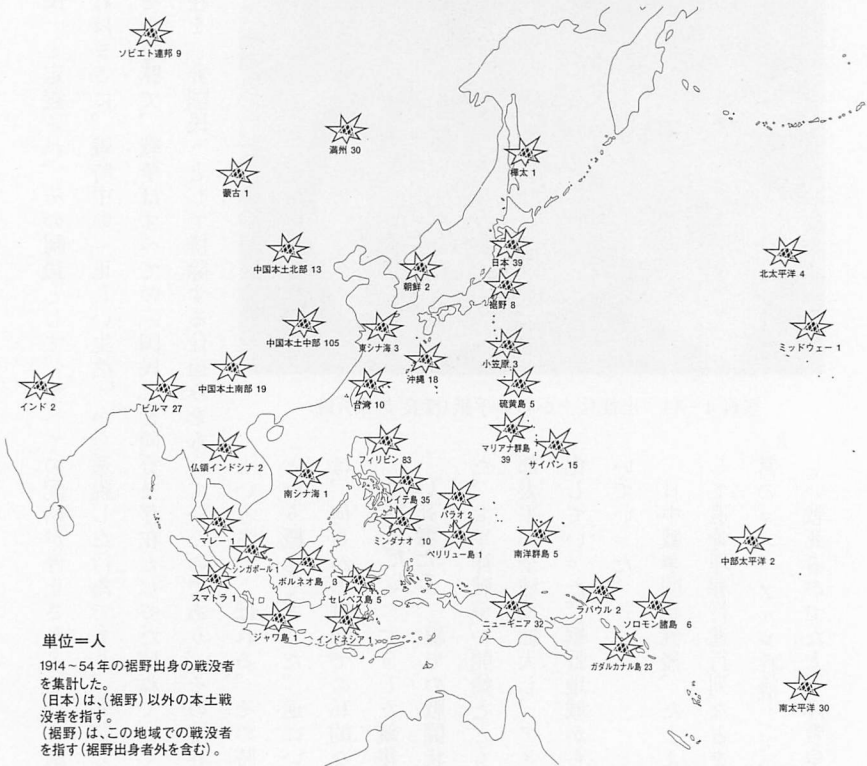 ソビエト連邦 9
満州 30
蒙古 1
樺太 1
中国本土北部 13
朝鮮 2
日本 39
北太平洋 4
裾野 8
中国本土中部 105
東シナ海 3
小笠原 3
ミッドウェー 1
沖縄 18
中国本土南部 19
インド 2
ビルマ 27
台湾 10
硫黄島 5
マリアナ群島
39
サイパン 15
フィリピン 83
仏領インドシナ 2
南シナ海 1
レイテ島 35
パラオ 2
マレー 1
ミンダナオ 10
ペリリュー島 1
南洋群島 5
中部太平洋 2
シンガポール 1
ボルネオ島 3
スマトラ 1
セレベス島 5
ニューギニア 32
ラバウル 2
ソロモン諸島 6
ジャワ島 1
インドネシア 1
ガダルカナル島 23
南太平洋 30
単位=人
1914~54年の裾野出身の戦没者
を集計した。
(日本)は、(裾野)以外の本土戦
没者を指す。
(裾野)は、この地域での戦没者
を指す(裾野出身者外を含む)。